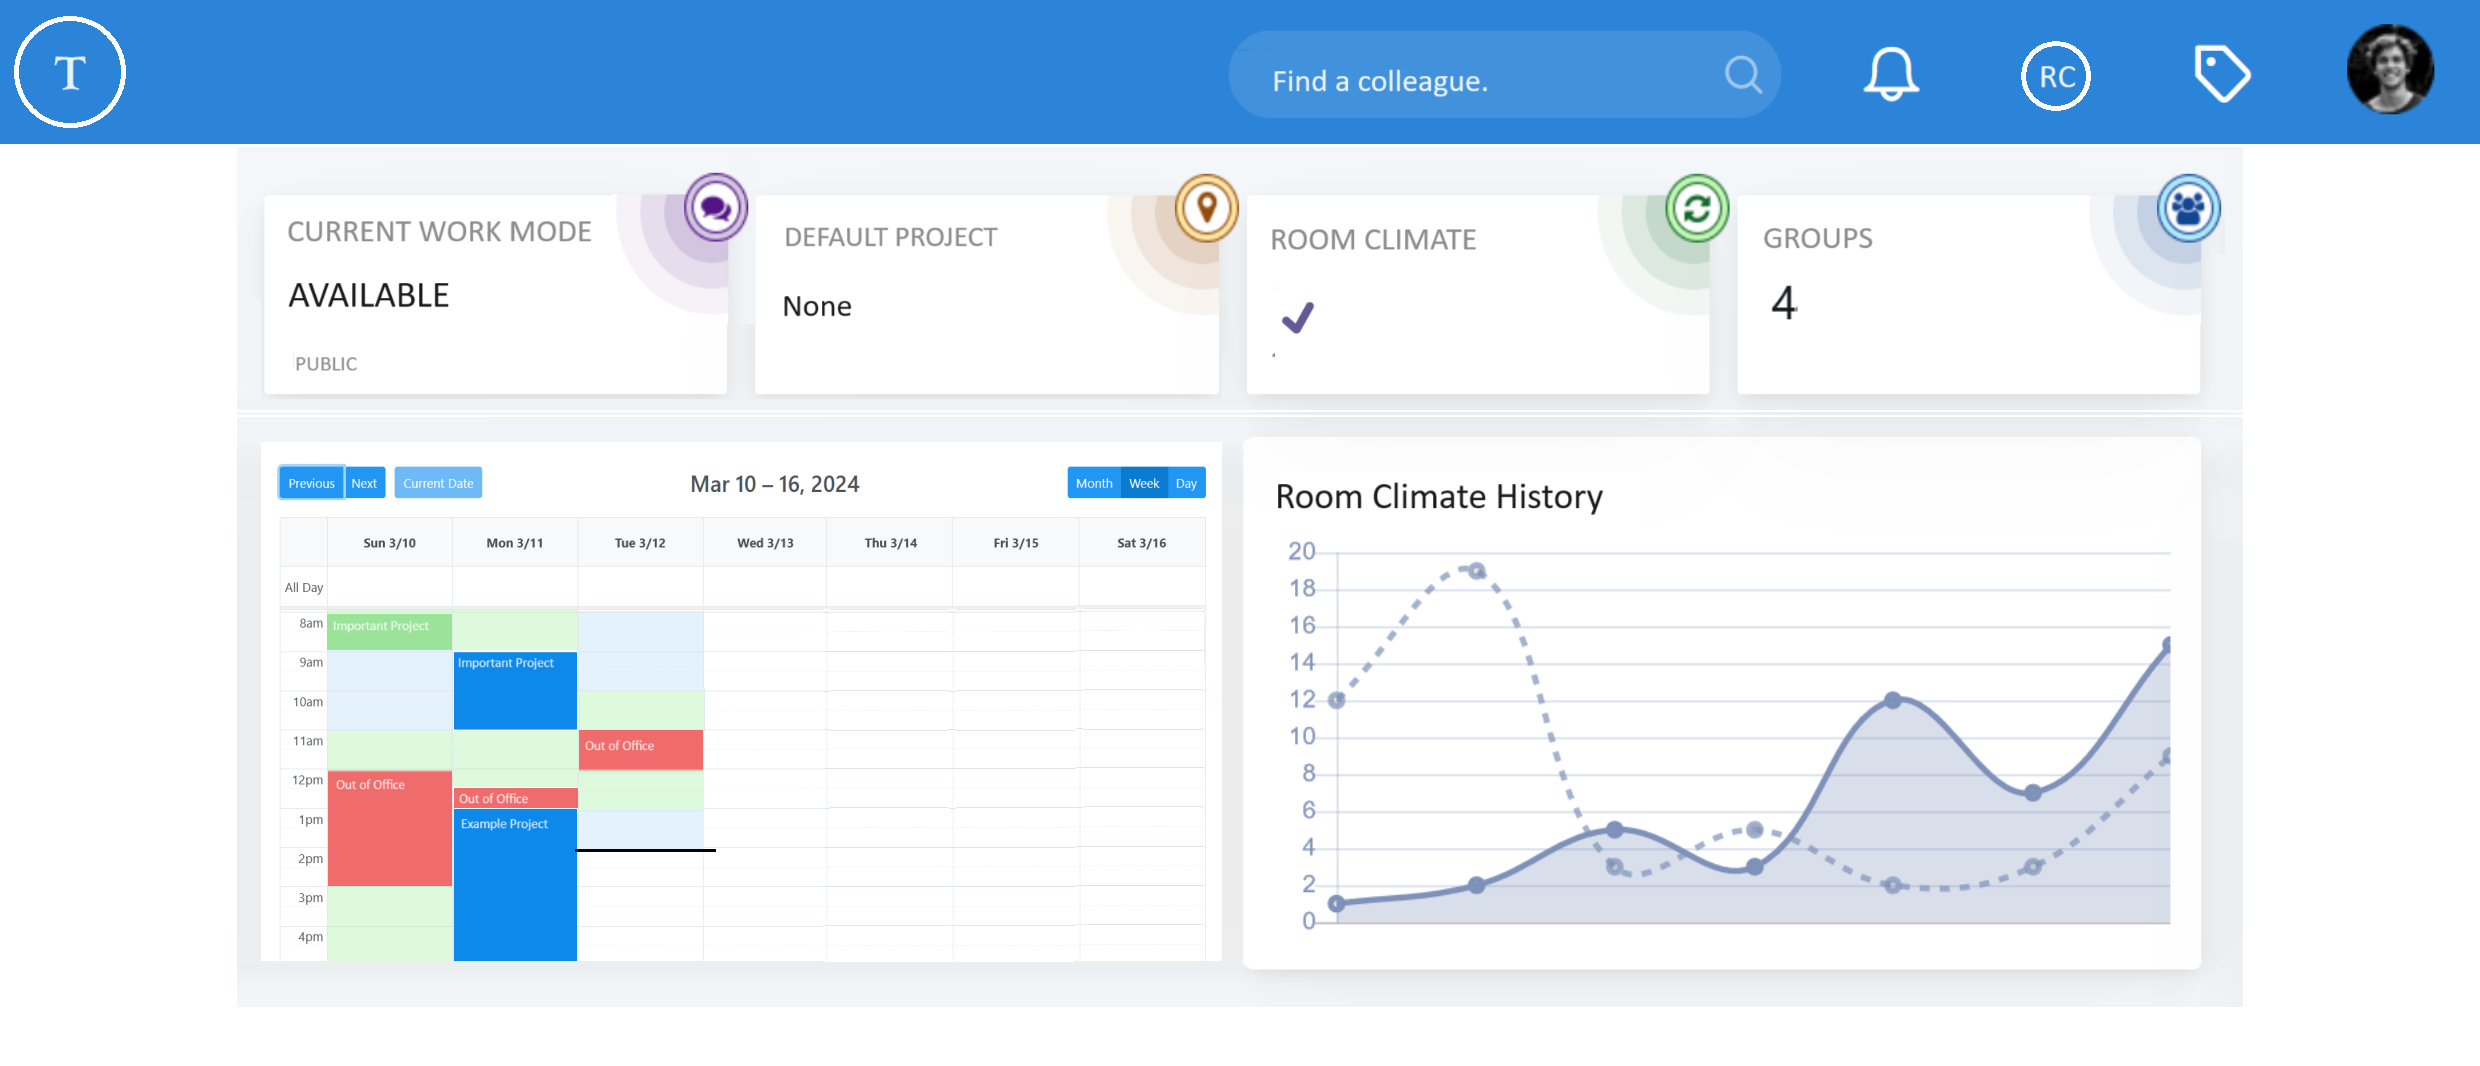 T
Find a colleague.
RC
CURRENT WORK MODE
AVAILABLE
PUBLIC
DEFAULT PROJECT
None
ROOM CLIMATE
GROUPS
4
Previous Next Current Date
Mar 10 – 16, 2024
Month Week Day
Sun 3/10 Mon 3/11 Tue 3/12 Wed 3/13 Thu 3/14 Fri 3/15 Sat 3/16
All Day
8am Important Project
9am Important Project
10am
11am Out of Office
12pm Out of Office
Out of Office
1pm Example Project
2pm
3pm
4pm
Room Climate History
20
18
16
14
12
10
8
6
4
2
0